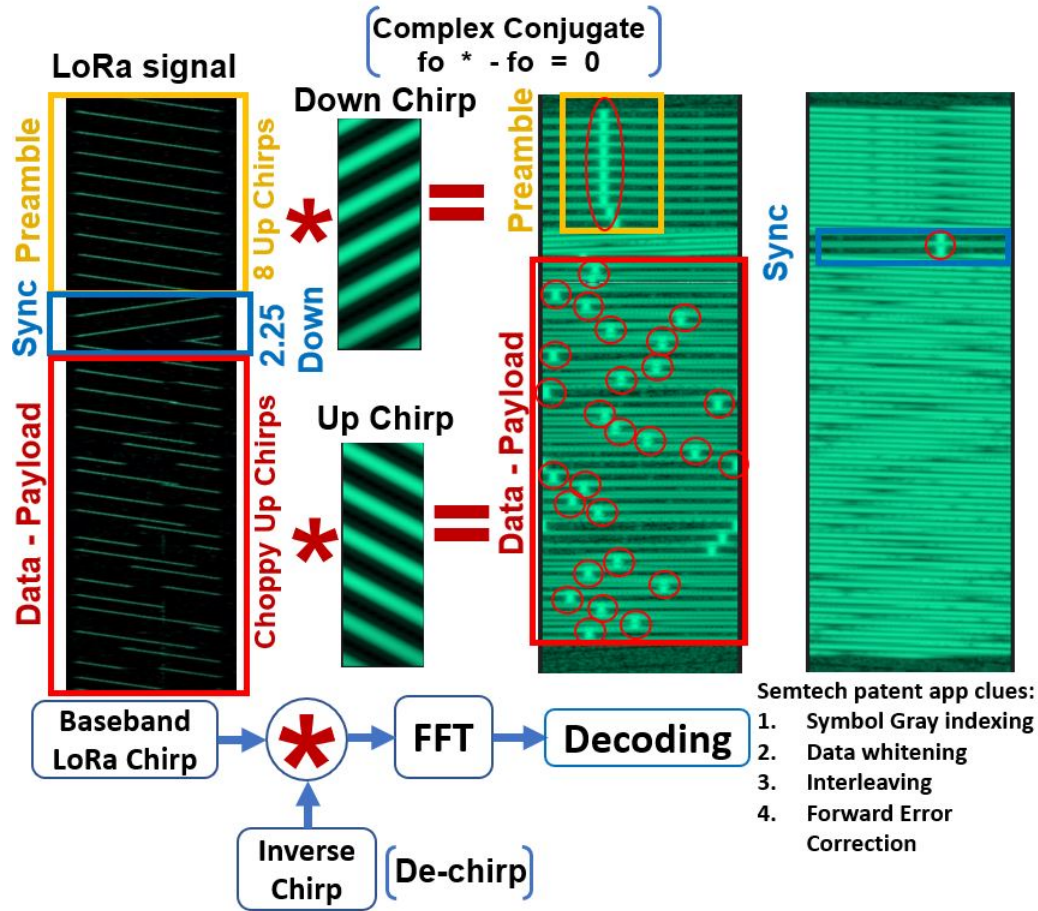 Complex Conjugate
fo * - fo = 0
LoRa signal
Preamble
8 Up Chirps
Sync
2.25
Down
Data - Payload
Choppy Up Chirps
Down Chirp
*
=
Up Chirp
*
=
Preamble
Data - Payload
Sync
Baseband
LoRa Chirp
*
FFT
Decoding
Inverse
Chirp
De-chirp
Semtech patent app clues:
1. Symbol Gray indexing
2. Data whitening
3. Interleaving
4. Forward Error
Correction